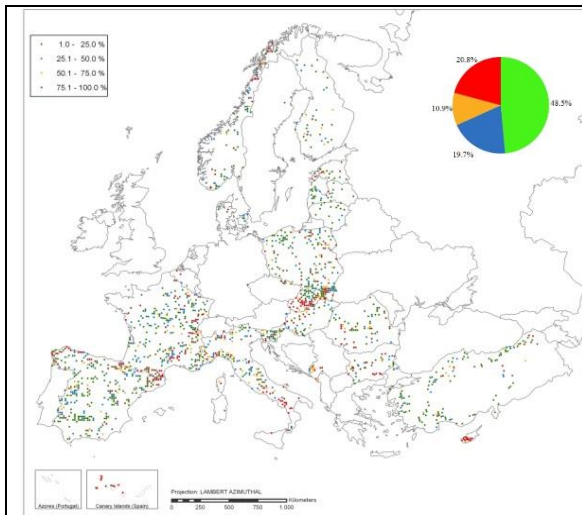 1.0 - 25.0 %
25.1 - 50.0 %
50.1 - 75.0 %
75.1 - 100.0 %
20.8%
48.5%
10.9%
19.7%
Azores (Portugal)
Canary Islands (Spain)
Projection: LAMBERT AZIMUTHAL
Kilometers
0 250 500 750 1.000